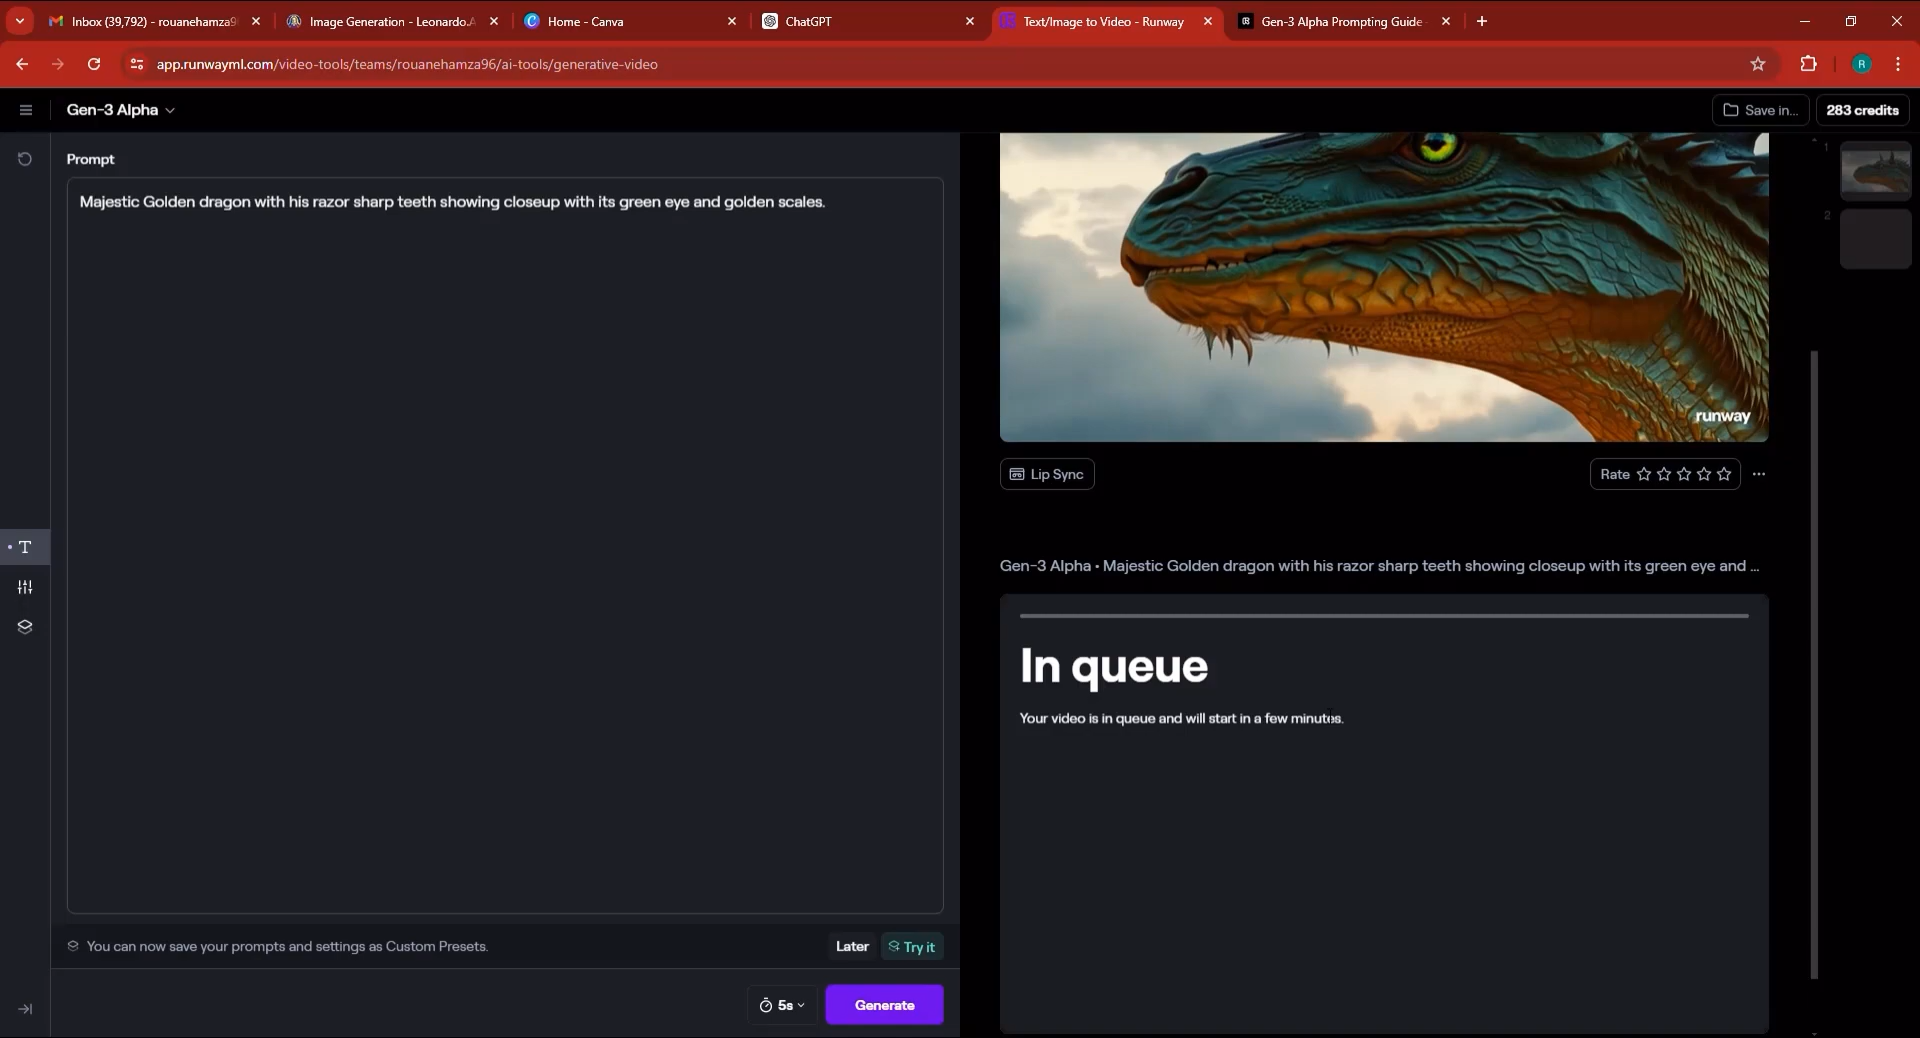 Inbox (39,792) - rouanehamza9
Image Generation - Leonardo.A
Home - Canva
ChatGPT
Text/Image to Video - Runway
Gen-3 Alpha Prompting Guide
app.runwayml.com/video-tools/teams/rouanehamza96/ai-tools/generative-video
R
Gen-3 Alpha
Save in...
283 credits
Prompt
Majestic Golden dragon with his razor sharp teeth showing closeup with its green eye and golden scales.
1
2
runway
Lip Sync
Rate
Gen-3 Alpha • Majestic Golden dragon with his razor sharp teeth showing closeup with its green eye and ...
In queue
Your video is in queue and will start in a few minutes.
T
You can now save your prompts and settings as Custom Presets.
Later
Try it
5s
Generate